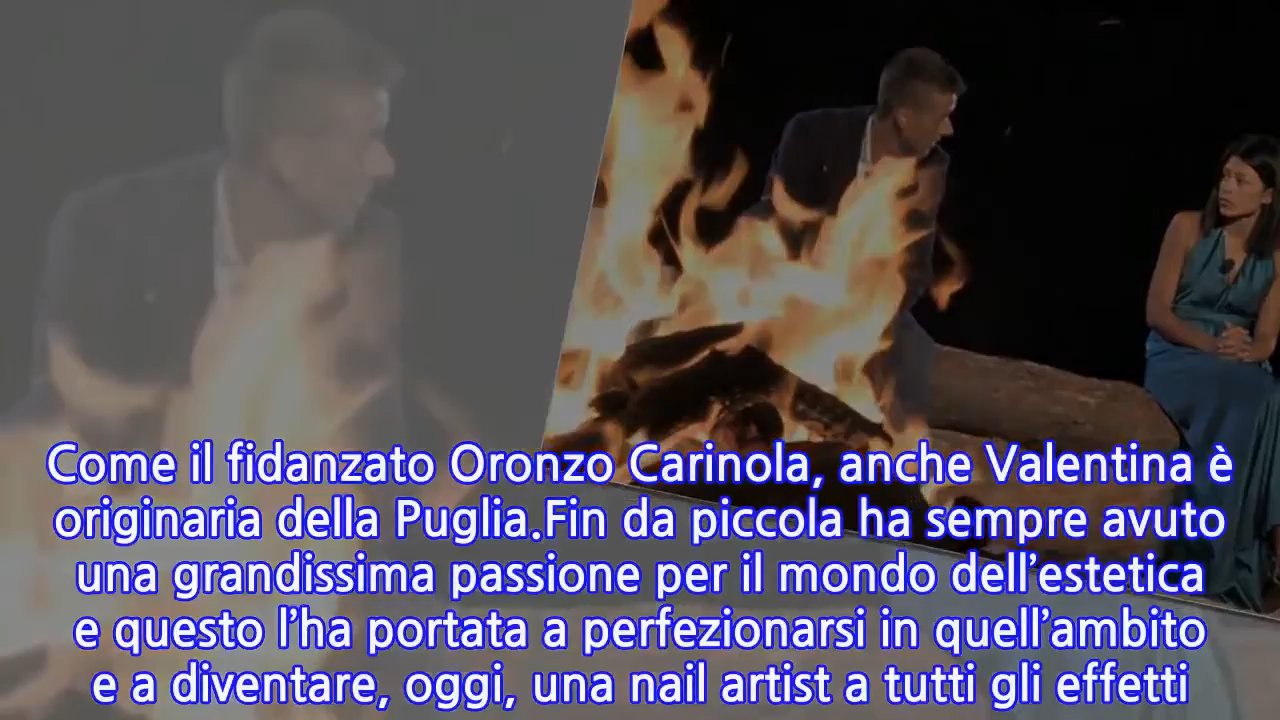 Come il fidanzato Oronzo Carinola, anche Valentina è
originaria della Puglia.Fin da piccola ha sempre avuto
una grandissima passione per il mondo dell’estetica
e questo l’ha portata a perfezionarsi in quell’ambito
e a diventare, oggi, una nail artist a tutti gli effetti